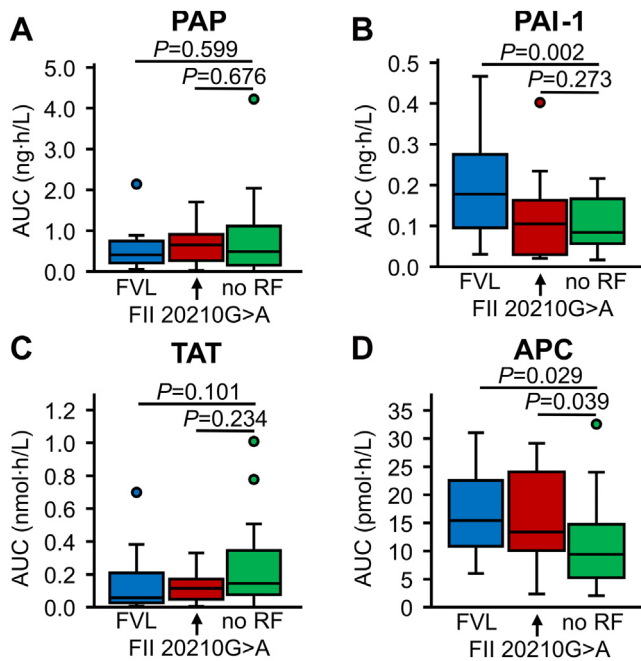 A
PAP
P=0.599
P=0.676
AUC (ng·h/L)
5.0
4.0
3.0
2.0
1.0
0.0
FVL
no RF
FII 20210G>A
B
PAI-1
P=0.002
P=0.273
AUC (ng·h/L)
0.5
0.4
0.3
0.2
0.1
0.0
FVL
no RF
FII 20210G>A
C
TAT
P=0.101
P=0.234
AUC (nmol·h/L)
1.2
1.0
0.8
0.6
0.4
0.2
0.0
FVL
no RF
FII 20210G>A
D
APC
P=0.029
P=0.039
AUC (pmol·h/L)
35
30
25
20
15
10
5
0
FVL
no RF
FII 20210G>A